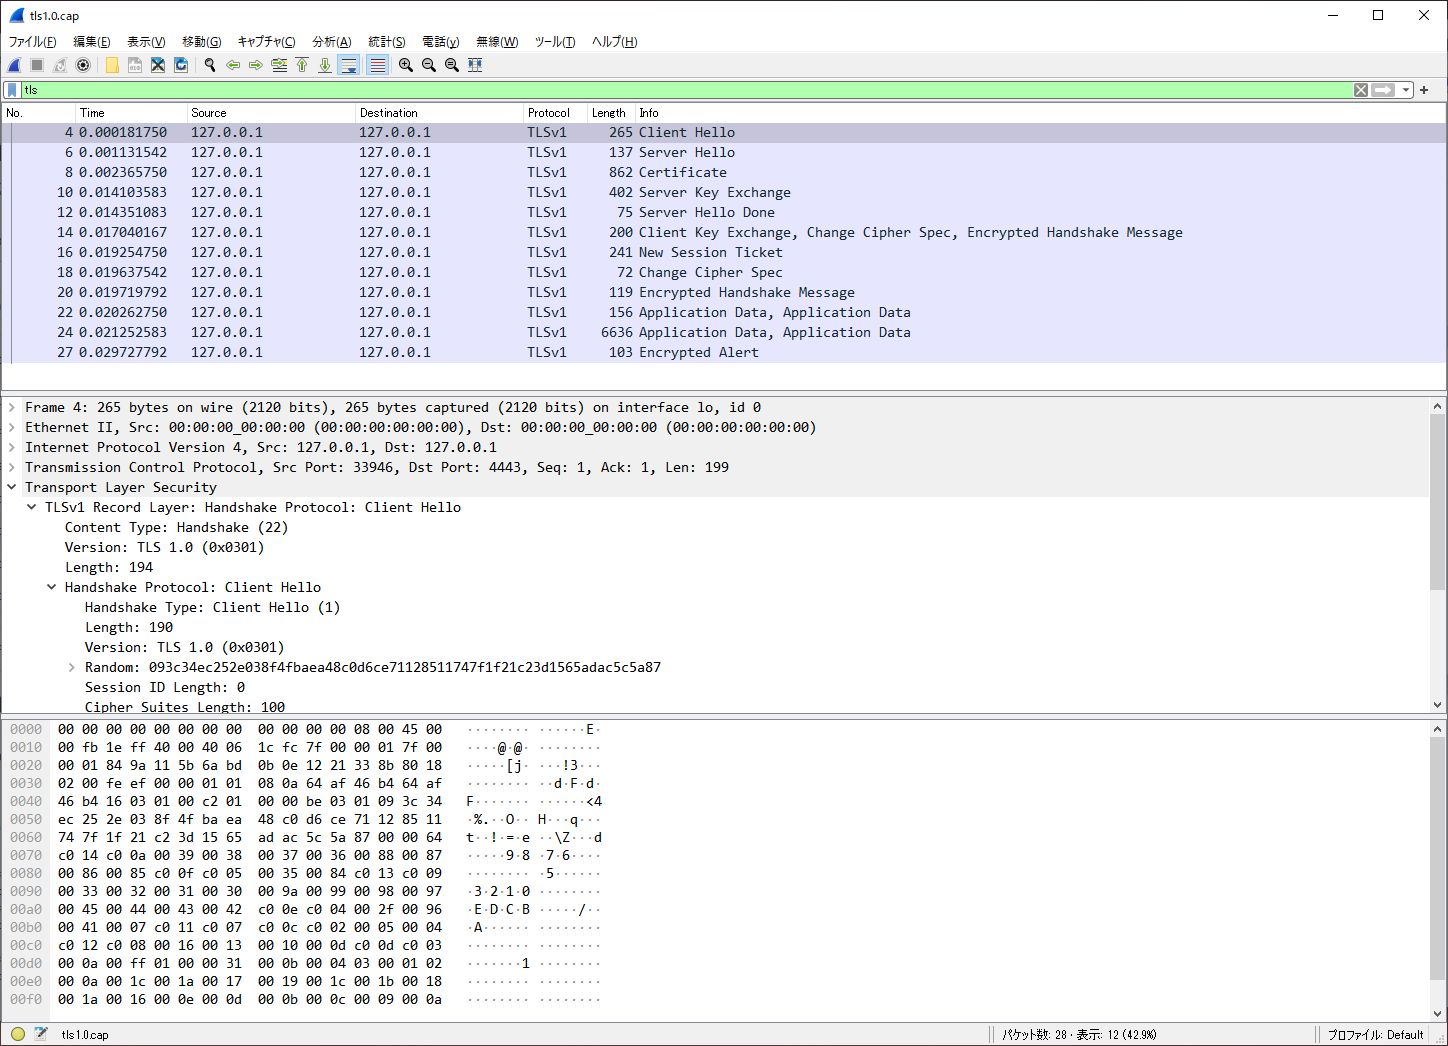 tls1.0.cap
ファイル(F) 編集(E) 表示(V) 移動(G) キャプチャ(C) 分析(A) 統計(S) 電話(y) 無線(W) ツール(T) ヘルプ(H)
tls
No. Time Source Destination Protocol Length Info
4 0.000181750 127.0.0.1 127.0.0.1 TLSv1 265 Client Hello
6 0.001131542 127.0.0.1 127.0.0.1 TLSv1 137 Server Hello
8 0.002365750 127.0.0.1 127.0.0.1 TLSv1 862 Certificate
10 0.014103583 127.0.0.1 127.0.0.1 TLSv1 402 Server Key Exchange
12 0.014351083 127.0.0.1 127.0.0.1 TLSv1 75 Server Hello Done
14 0.017040167 127.0.0.1 127.0.0.1 TLSv1 200 Client Key Exchange, Change Cipher Spec, Encrypted Handshake Message
16 0.019254750 127.0.0.1 127.0.0.1 TLSv1 241 New Session Ticket
18 0.019637542 127.0.0.1 127.0.0.1 TLSv1 72 Change Cipher Spec
20 0.019719792 127.0.0.1 127.0.0.1 TLSv1 119 Encrypted Handshake Message
22 0.020262750 127.0.0.1 127.0.0.1 TLSv1 156 Application Data, Application Data
24 0.021252583 127.0.0.1 127.0.0.1 TLSv1 6636 Application Data, Application Data
27 0.029727792 127.0.0.1 127.0.0.1 TLSv1 103 Encrypted Alert
Frame 4: 265 bytes on wire (2120 bits), 265 bytes captured (2120 bits) on interface lo, id 0
Ethernet II, Src: 00:00:00_00:00:00 (00:00:00:00:00:00), Dst: 00:00:00_00:00:00 (00:00:00:00:00:00)
Internet Protocol Version 4, Src: 127.0.0.1, Dst: 127.0.0.1
Transmission Control Protocol, Src Port: 33946, Dst Port: 4443, Seq: 1, Ack: 1, Len: 199
Transport Layer Security
TLSv1 Record Layer: Handshake Protocol: Client Hello
Content Type: Handshake (22)
Version: TLS 1.0 (0x0301)
Length: 194
Handshake Protocol: Client Hello
Handshake Type: Client Hello (1)
Length: 190
Version: TLS 1.0 (0x0301)
Random: 093c34ec252e038f4fbaea48c0d6ce71128511747f1f21c23d1565adac5c5a87
Session ID Length: 0
Cipher Suites Length: 100
0000 00 00 00 00 00 00 00 00 00 00 00 00 08 00 45 00 ········ ······E·
0010 00 fb 1e ff 40 00 40 06 1c fc 7f 00 00 01 7f 00 ····@·@· ········
0020 00 01 84 9a 11 5b 6a bd 0b 0e 12 21 33 8b 80 18 ·····[j· ···!3···
0030 02 00 fe ef 00 00 01 01 08 0a 64 af 46 b4 64 af ········ ··d·F·d·
0040 46 b4 16 03 01 00 c2 01 00 00 be 03 01 09 3c 34 F······· ······<4
0050 ec 25 2e 03 8f 4f ba ea 48 c0 d6 ce 71 12 85 11 ·%.··O·· H···q···
0060 74 7f 1f 21 c2 3d 15 65 ad ac 5c 5a 87 00 00 64 t··!·=·e ··\Z···d
0070 c0 14 c0 0a 00 39 00 38 00 37 00 36 00 88 00 87 ·····9·8 ·7·6····
0080 00 86 00 85 c0 0f c0 05 00 35 00 84 c0 13 c0 09 ········ ·5······
0090 00 33 00 32 00 31 00 30 00 9a 00 99 00 98 00 97 ·3·2·1·0 ········
00a0 00 45 00 44 00 43 00 42 c0 0e c0 04 00 2f 00 96 ·E·D·C·B ·····/··
00b0 00 41 00 07 c0 11 c0 07 c0 0c c0 02 00 05 00 04 ·A······ ········
00c0 c0 12 c0 08 00 16 00 13 00 10 00 0d c0 0d c0 03 ········ ········
00d0 00 0a 00 ff 01 00 00 31 00 0b 00 04 03 00 01 02 ·······1 ········
00e0 00 0a 00 1c 00 1a 00 17 00 19 00 1c 00 1b 00 18 ········ ········
00f0 00 1a 00 16 00 0e 00 0d 00 0b 00 0c 00 09 00 0a ········ ········
tls1.0.cap パケット数: 28 · 表示: 12 (42.9%) プロファイル: Default